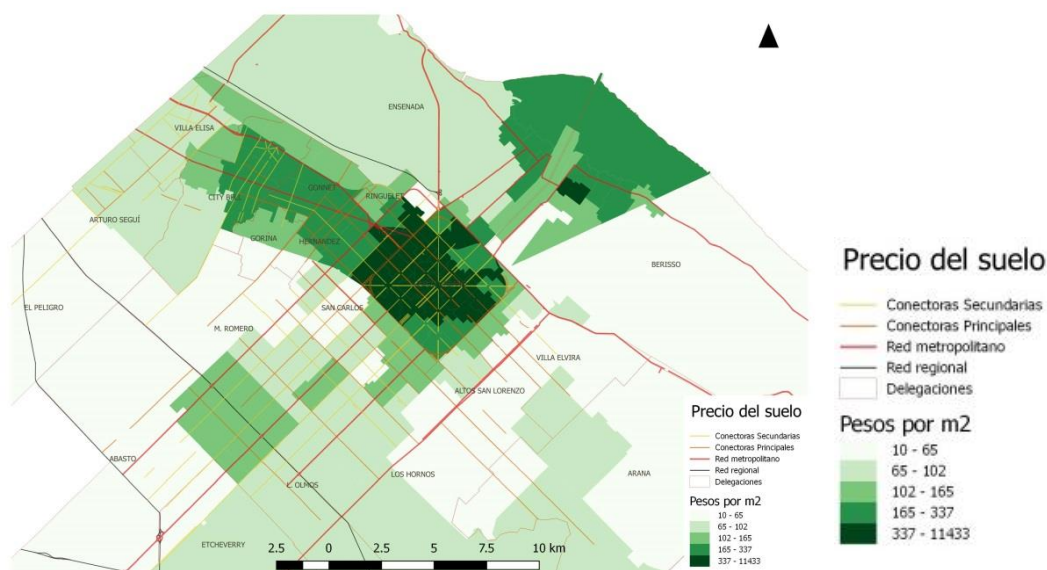 ENSENADA
VILLA ELISA
CITY BELL
GONNET
RINGUELET
ARTURO SEGUÍ
GORINA
HERNANDEZ
BERISSO
EL PELIGRO
SAN CARLOS
M. ROMERO
VILLA ELVIRA
ALTOS SAN LORENZO
ABASTO
LOS HORNOS
ARANA
L. OLMOS
ETCHEVERRY
2.5 0 2.5 5 7.5 10 km
Precio del suelo
Conectoras Secundarias
Conectoras Principales
Red metropolitano
Red regional
Delegaciones
Pesos por m2
10 - 65
65 - 102
102 - 165
165 - 337
337 - 11433
Precio del suelo
Conectoras Secundarias
Conectoras Principales
Red metropolitano
Red regional
Delegaciones
Pesos por m2
10 - 65
65 - 102
102 - 165
165 - 337
337 - 11433